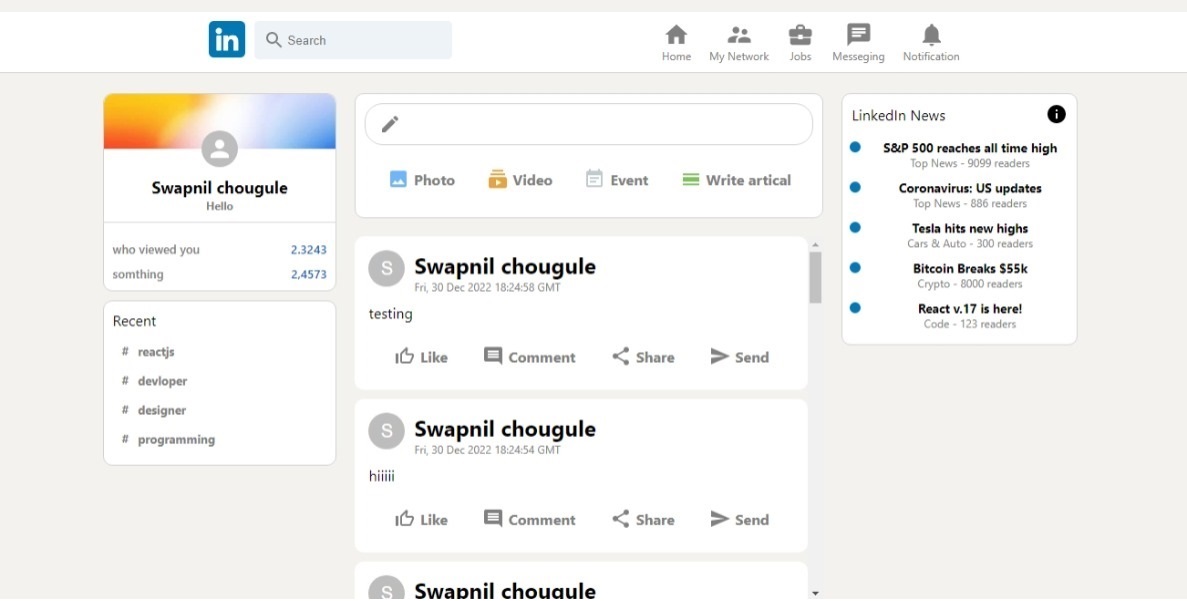 in
Search
Home
My Network
Jobs
Messeging
Notification
Swapnil chougule
Hello
who viewed you 2.3243
somthing 2,4573
Recent
# reactjs
# devloper
# designer
# programming
Photo
Video
Event
Write artical
S
Swapnil chougule
Fri, 30 Dec 2022 18:24:58 GMT
testing
Like
Comment
Share
Send
S
Swapnil chougule
Fri, 30 Dec 2022 18:24:54 GMT
hiiiii
Like
Comment
Share
Send
S
Swapnil chougule
LinkedIn News
S&P 500 reaches all time high
Top News - 9099 readers
Coronavirus: US updates
Top News - 886 readers
Tesla hits new highs
Cars & Auto - 300 readers
Bitcoin Breaks $55k
Crypto - 8000 readers
React v.17 is here!
Code - 123 readers